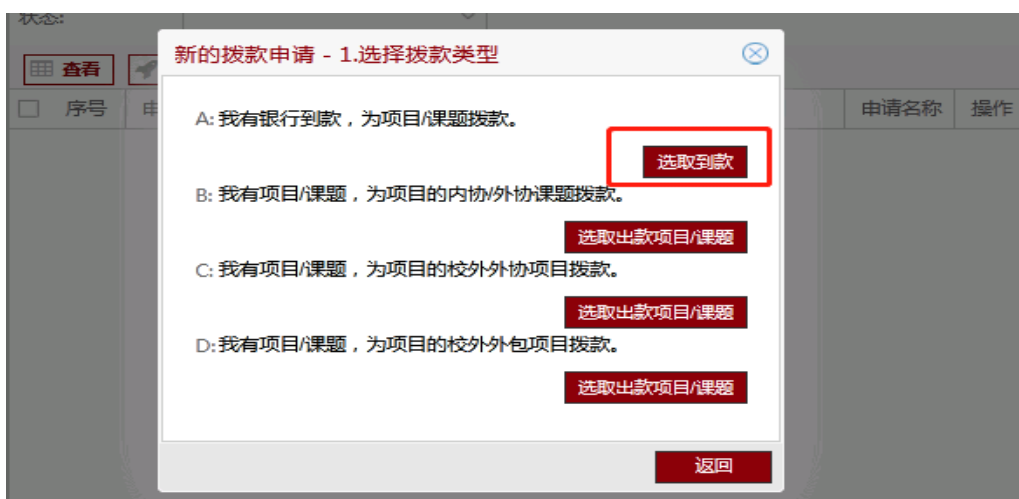 状态:
新的拨款申请 - 1.选择拨款类型
查看
序号
申请名称
操作
A: 我有银行到款，为项目/课题拨款。
选取到款
B: 我有项目/课题，为项目的内协/外协课题拨款。
选取出款项目/课题
C: 我有项目/课题，为项目的校外外协项目拨款。
选取出款项目/课题
D: 我有项目/课题，为项目的校外外包项目拨款。
选取出款项目/课题
返回